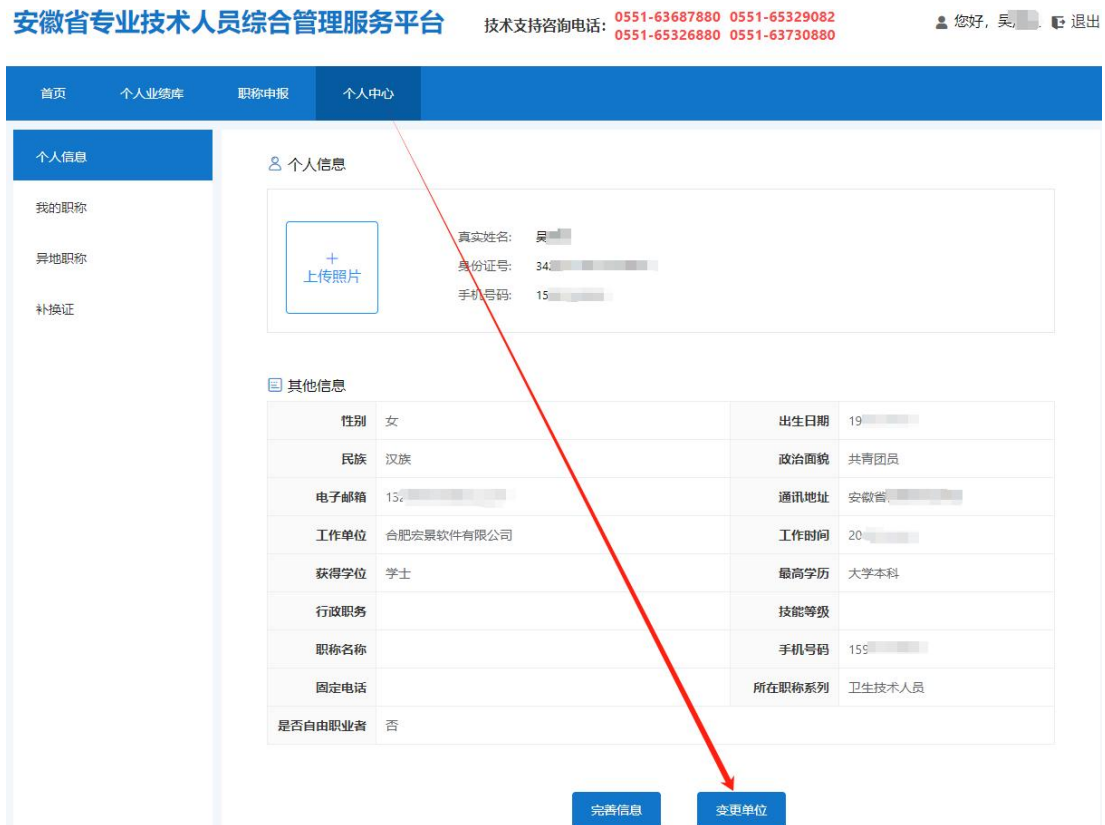 安徽省专业技术人员综合管理服务平台
技术支持咨询电话：
0551-63687880 0551-65329082
0551-65326880 0551-63730880
您好，吴
退出
首页 个人业绩库 职称申报 个人中心
个人信息
我的职称
异地职称
补换证
个人信息
+
上传照片
真实姓名: 吴
身份证号: 34
手机号码: 15
其他信息
性别 女 出生日期 19
民族 汉族 政治面貌 共青团员
电子邮箱 13 通讯地址 安徽省
工作单位 合肥宏景软件有限公司 工作时间 20
获得学位 学士 最高学历 大学本科
行政职务 技能等级
职称名称 手机号码 159
固定电话 所在职称系列 卫生技术人员
是否自由职业者 否
完善信息 变更单位